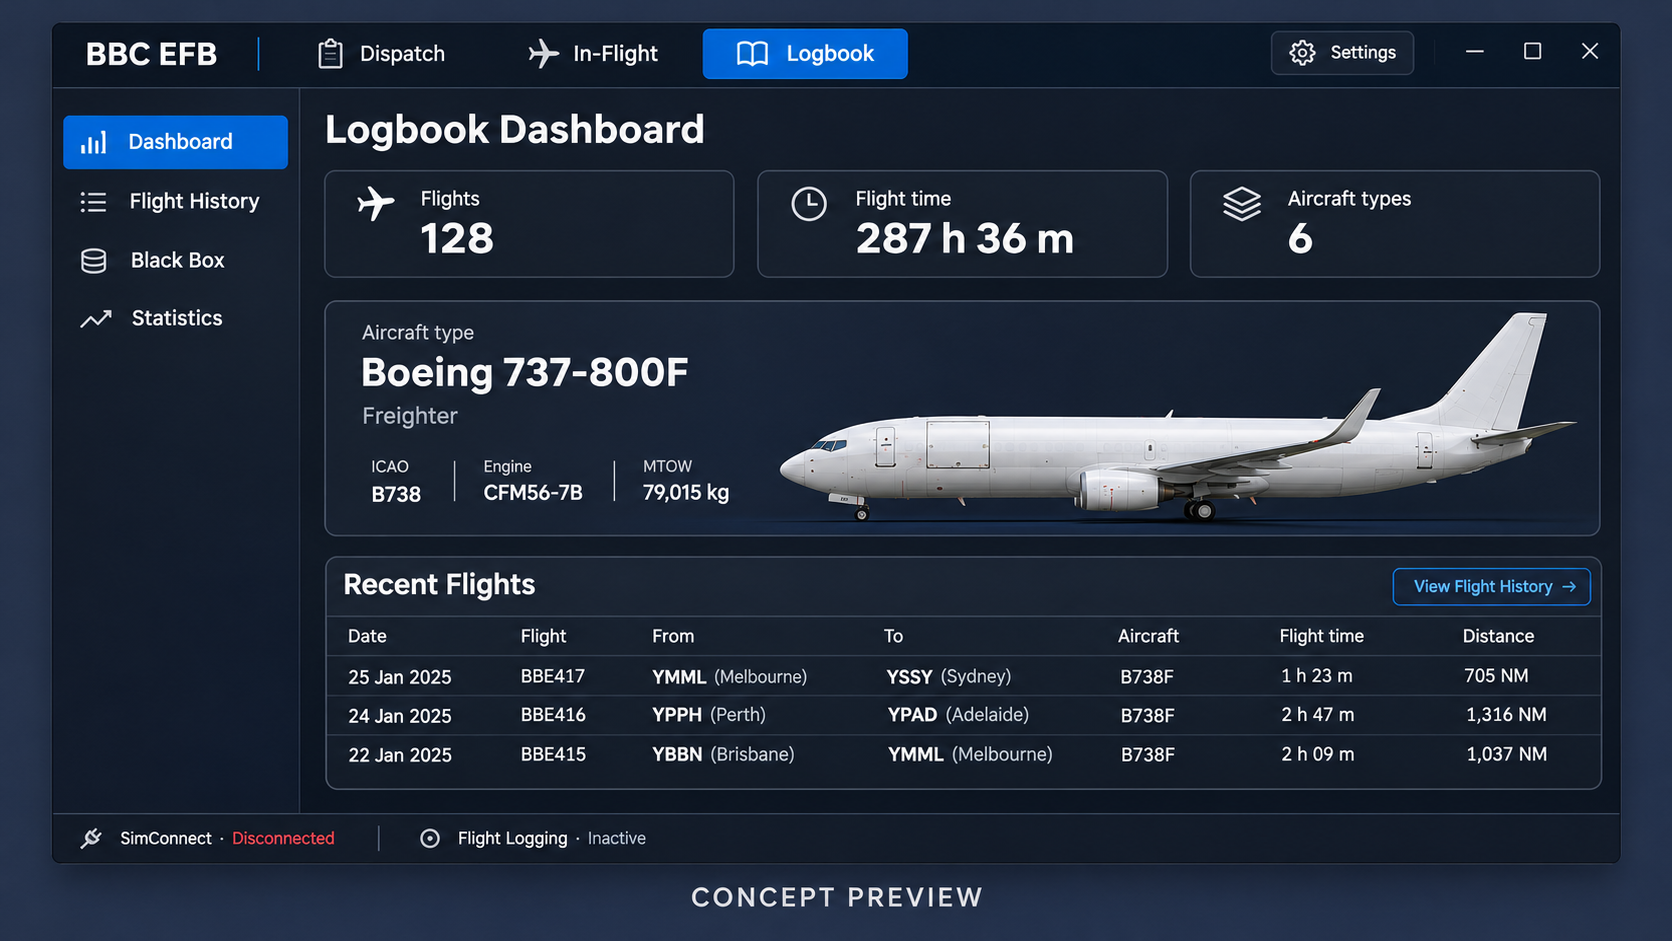 BBC EFB
Dispatch
In-Flight
Logbook
Settings
Dashboard
Flight History
Black Box
Statistics
Logbook Dashboard
Flights
128
Flight time
287 h 36 m
Aircraft types
6
Aircraft type
Boeing 737-800F
Freighter
ICAO
B738
Engine
CFM56-7B
MTOW
79,015 kg
Recent Flights
View Flight History →
Date Flight From To Aircraft Flight time Distance
25 Jan 2025 BBE417 YMML (Melbourne) YSSY (Sydney) B738F 1 h 23 m 705 NM
24 Jan 2025 BBE416 YPPH (Perth) YPAD (Adelaide) B738F 2 h 47 m 1,316 NM
22 Jan 2025 BBE415 YBBN (Brisbane) YMML (Melbourne) B738F 2 h 09 m 1,037 NM
SimConnect · Disconnected
Flight Logging · Inactive
CONCEPT PREVIEW